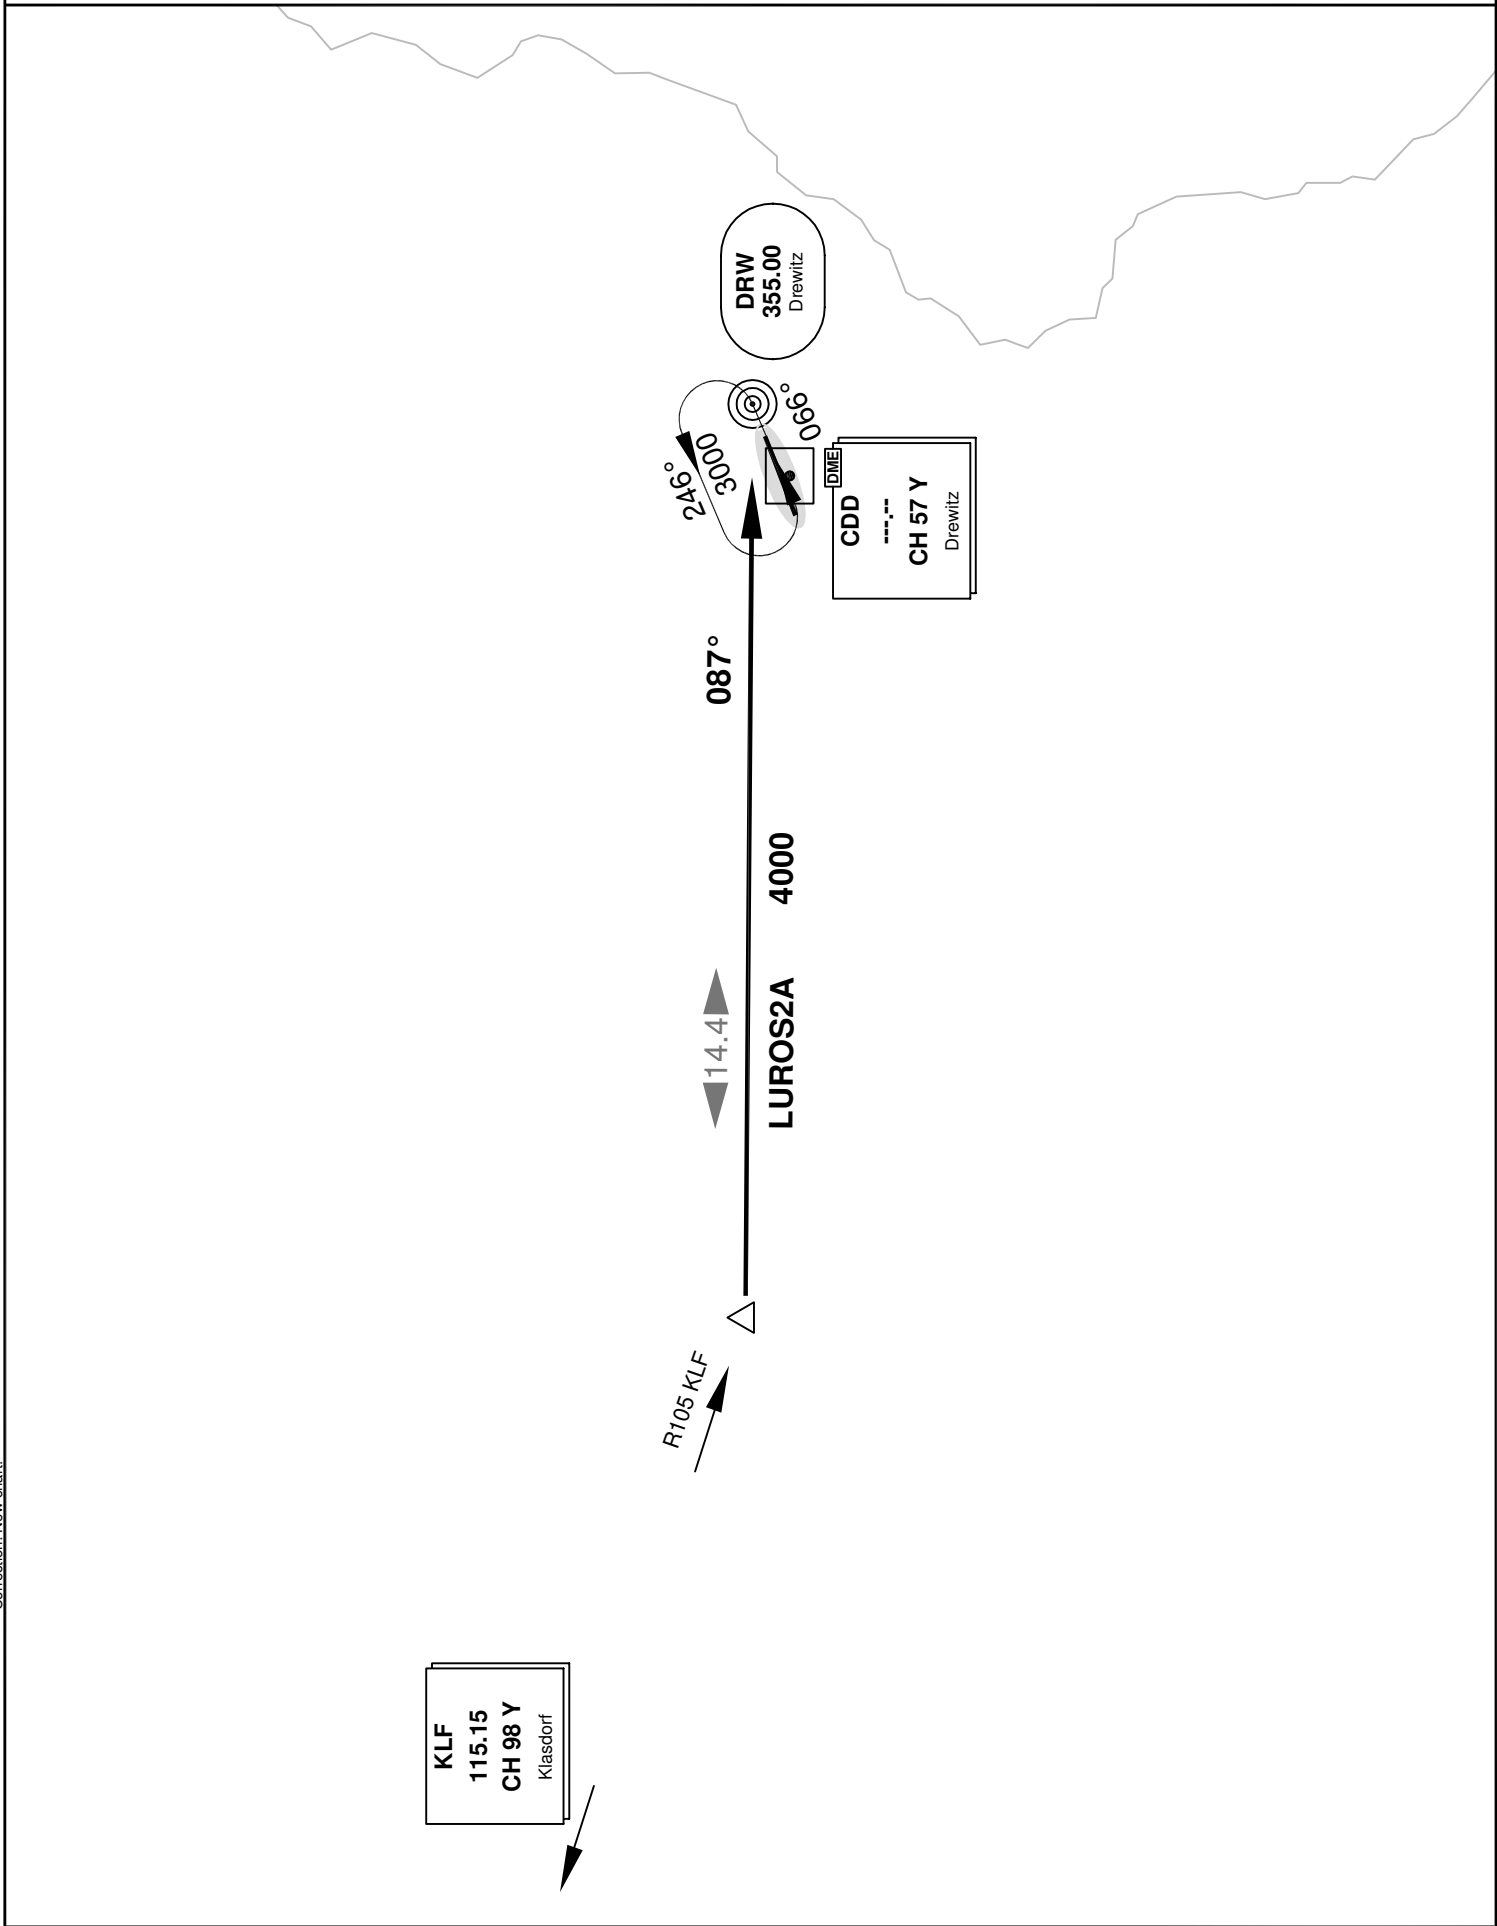 DRW
355.00
Drewitz
246°
3000
066°
DME
CDD
---.--
CH 57 Y
Drewitz
087°
4000
14.4
LUROS2A
R105 KLF
KLF
115.15
CH 98 Y
Klasdorf